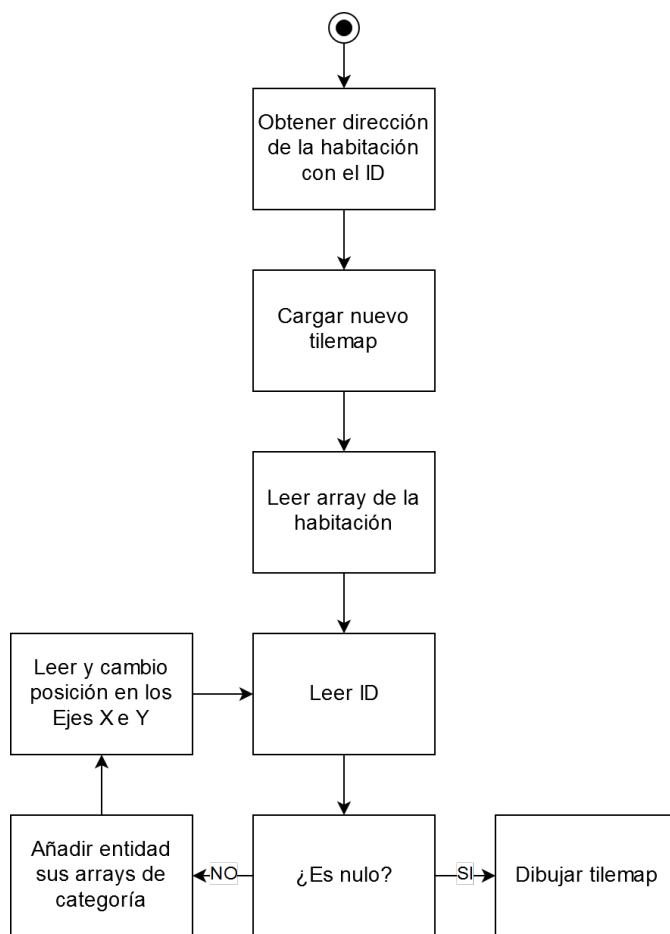 Obtener dirección
de la habitación
con el ID
Cargar nuevo
tilemap
Leer array de la
habitación
Leer y cambio
posición en los
Ejes X e Y
Leer ID
Añadir entidad
sus arrays de
categoría
NO
¿Es nulo?
SI
Dibujar tilemap